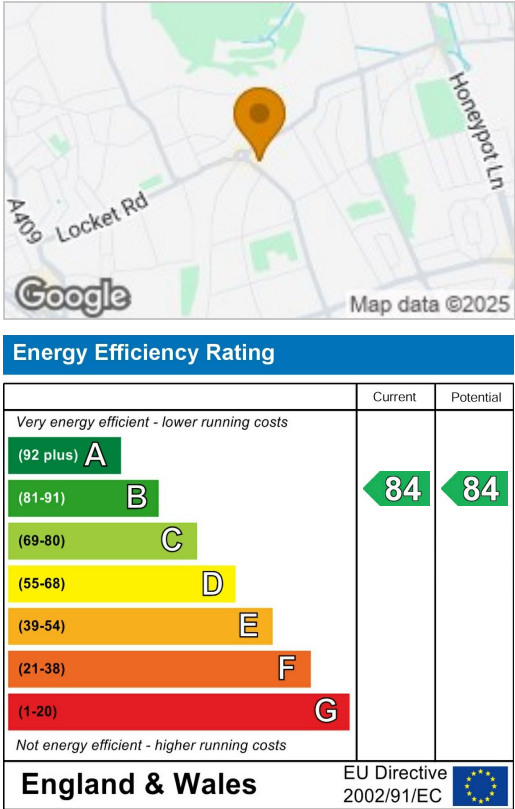 Honeypot Ln
A409
Locket Rd
Google
Map data ©2025
Energy Efficiency Rating
Current Potential
Very energy efficient - lower running costs
(92 plus) A
(81-91) B
84 84
(69-80) C
(55-68) D
(39-54) E
(21-38) F
(1-20) G
Not energy efficient - higher running costs
England & Wales
EU Directive
2002/91/EC